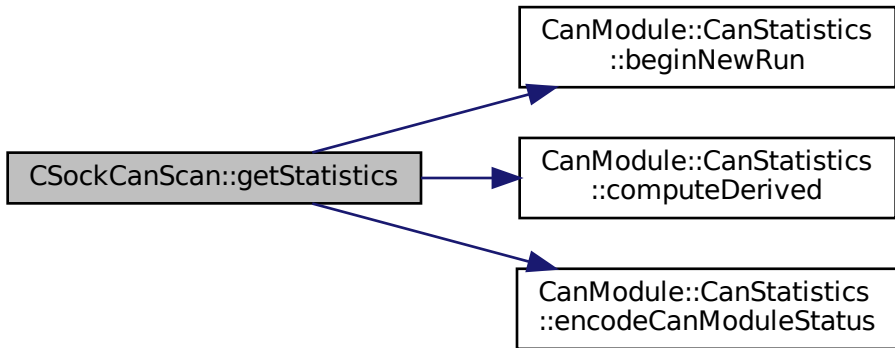 CanModule::CanStatistics
::beginNewRun
CSockCanScan::getStatistics
CanModule::CanStatistics
::computeDerived
CanModule::CanStatistics
::encodeCanModuleStatus